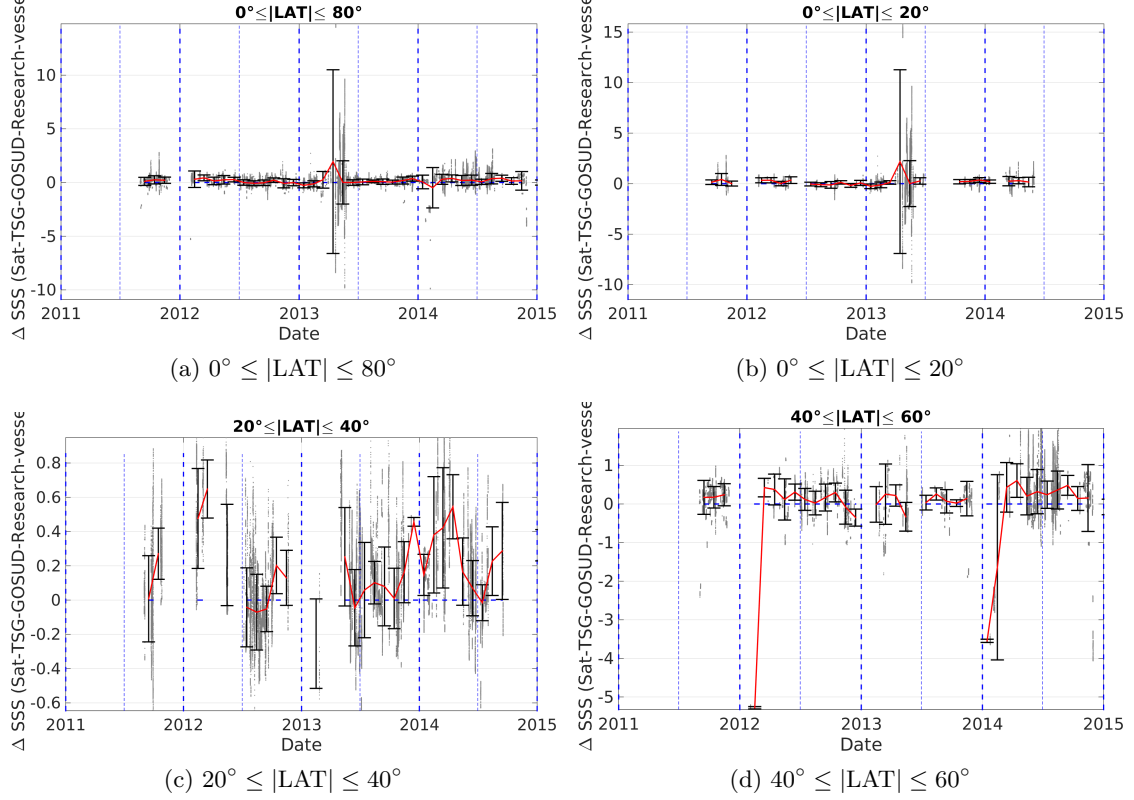 0°≤|LAT|≤ 80°
Δ SSS (Sat-TSG-GOSUD-Research-vesse
10
5
0
-5
-10
2011 2012 2013 2014 2015
Date
(a) 0° ≤ |LAT| ≤ 80°
0°≤|LAT|≤ 20°
Δ SSS (Sat-TSG-GOSUD-Research-vesse
15
10
5
0
-5
-10
2011 2012 2013 2014 2015
Date
(b) 0° ≤ |LAT| ≤ 20°
20°≤|LAT|≤ 40°
Δ SSS (Sat-TSG-GOSUD-Research-vesse
0.8
0.6
0.4
0.2
0
-0.2
-0.4
-0.6
2011 2012 2013 2014 2015
Date
(c) 20° ≤ |LAT| ≤ 40°
40°≤|LAT|≤ 60°
Δ SSS (Sat-TSG-GOSUD-Research-vesse
1
0
-1
-2
-3
-4
-5
2011 2012 2013 2014 2015
Date
(d) 40° ≤ |LAT| ≤ 60°